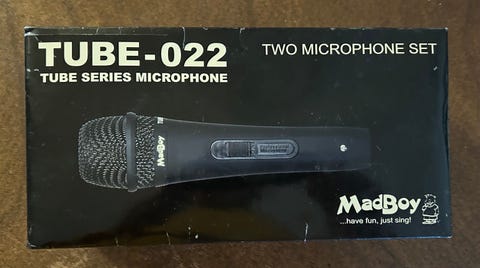 TUBE-022
TWO MICROPHONE SET
TUBE SERIES MICROPHONE
MadBoy
MadBoy
...have fun, just sing!